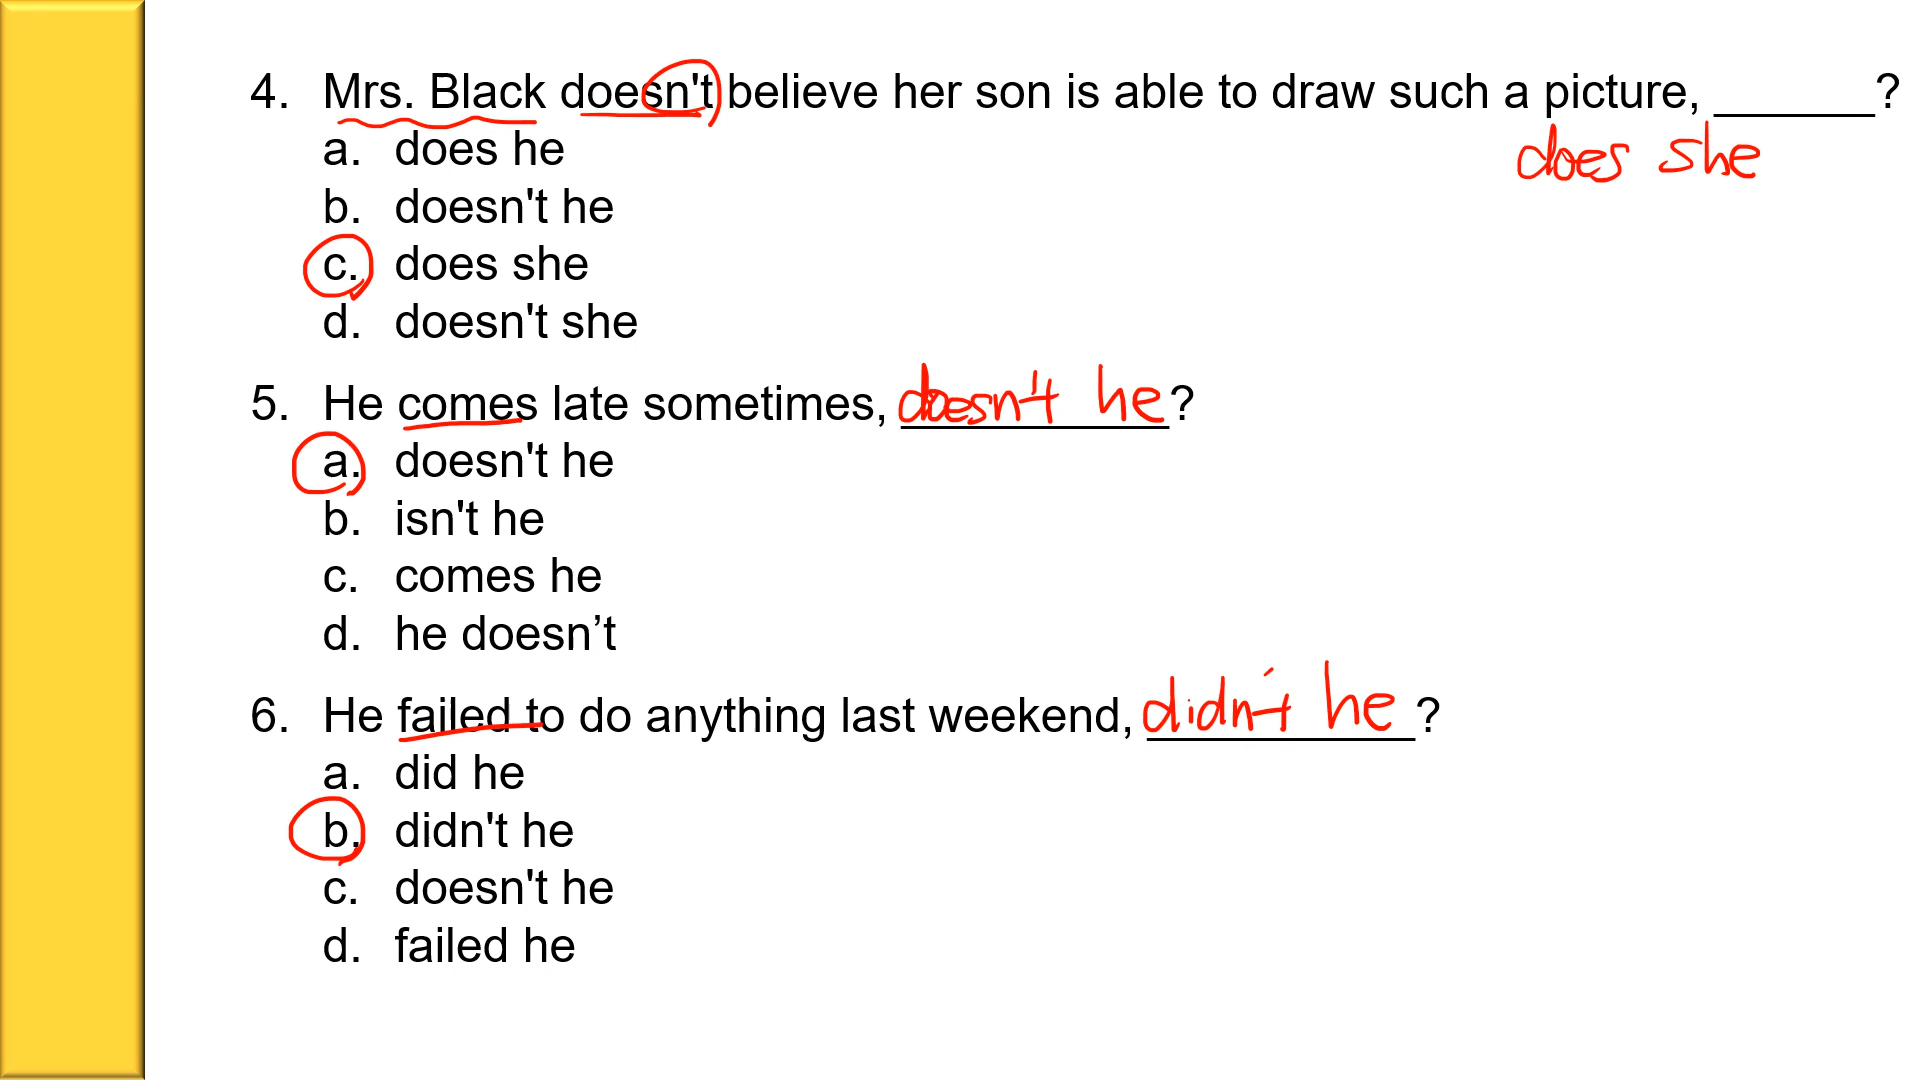 4. Mrs. Black doesn't believe her son is able to draw such a picture, ______?
does she
a. does he
b. doesn't he
c. does she
d. doesn't she
5. He comes late sometimes, doesn't he?
a. doesn't he
b. isn't he
c. comes he
d. he doesn’t
6. He failed to do anything last weekend, didn't he?
a. did he
b. didn't he
c. doesn't he
d. failed he